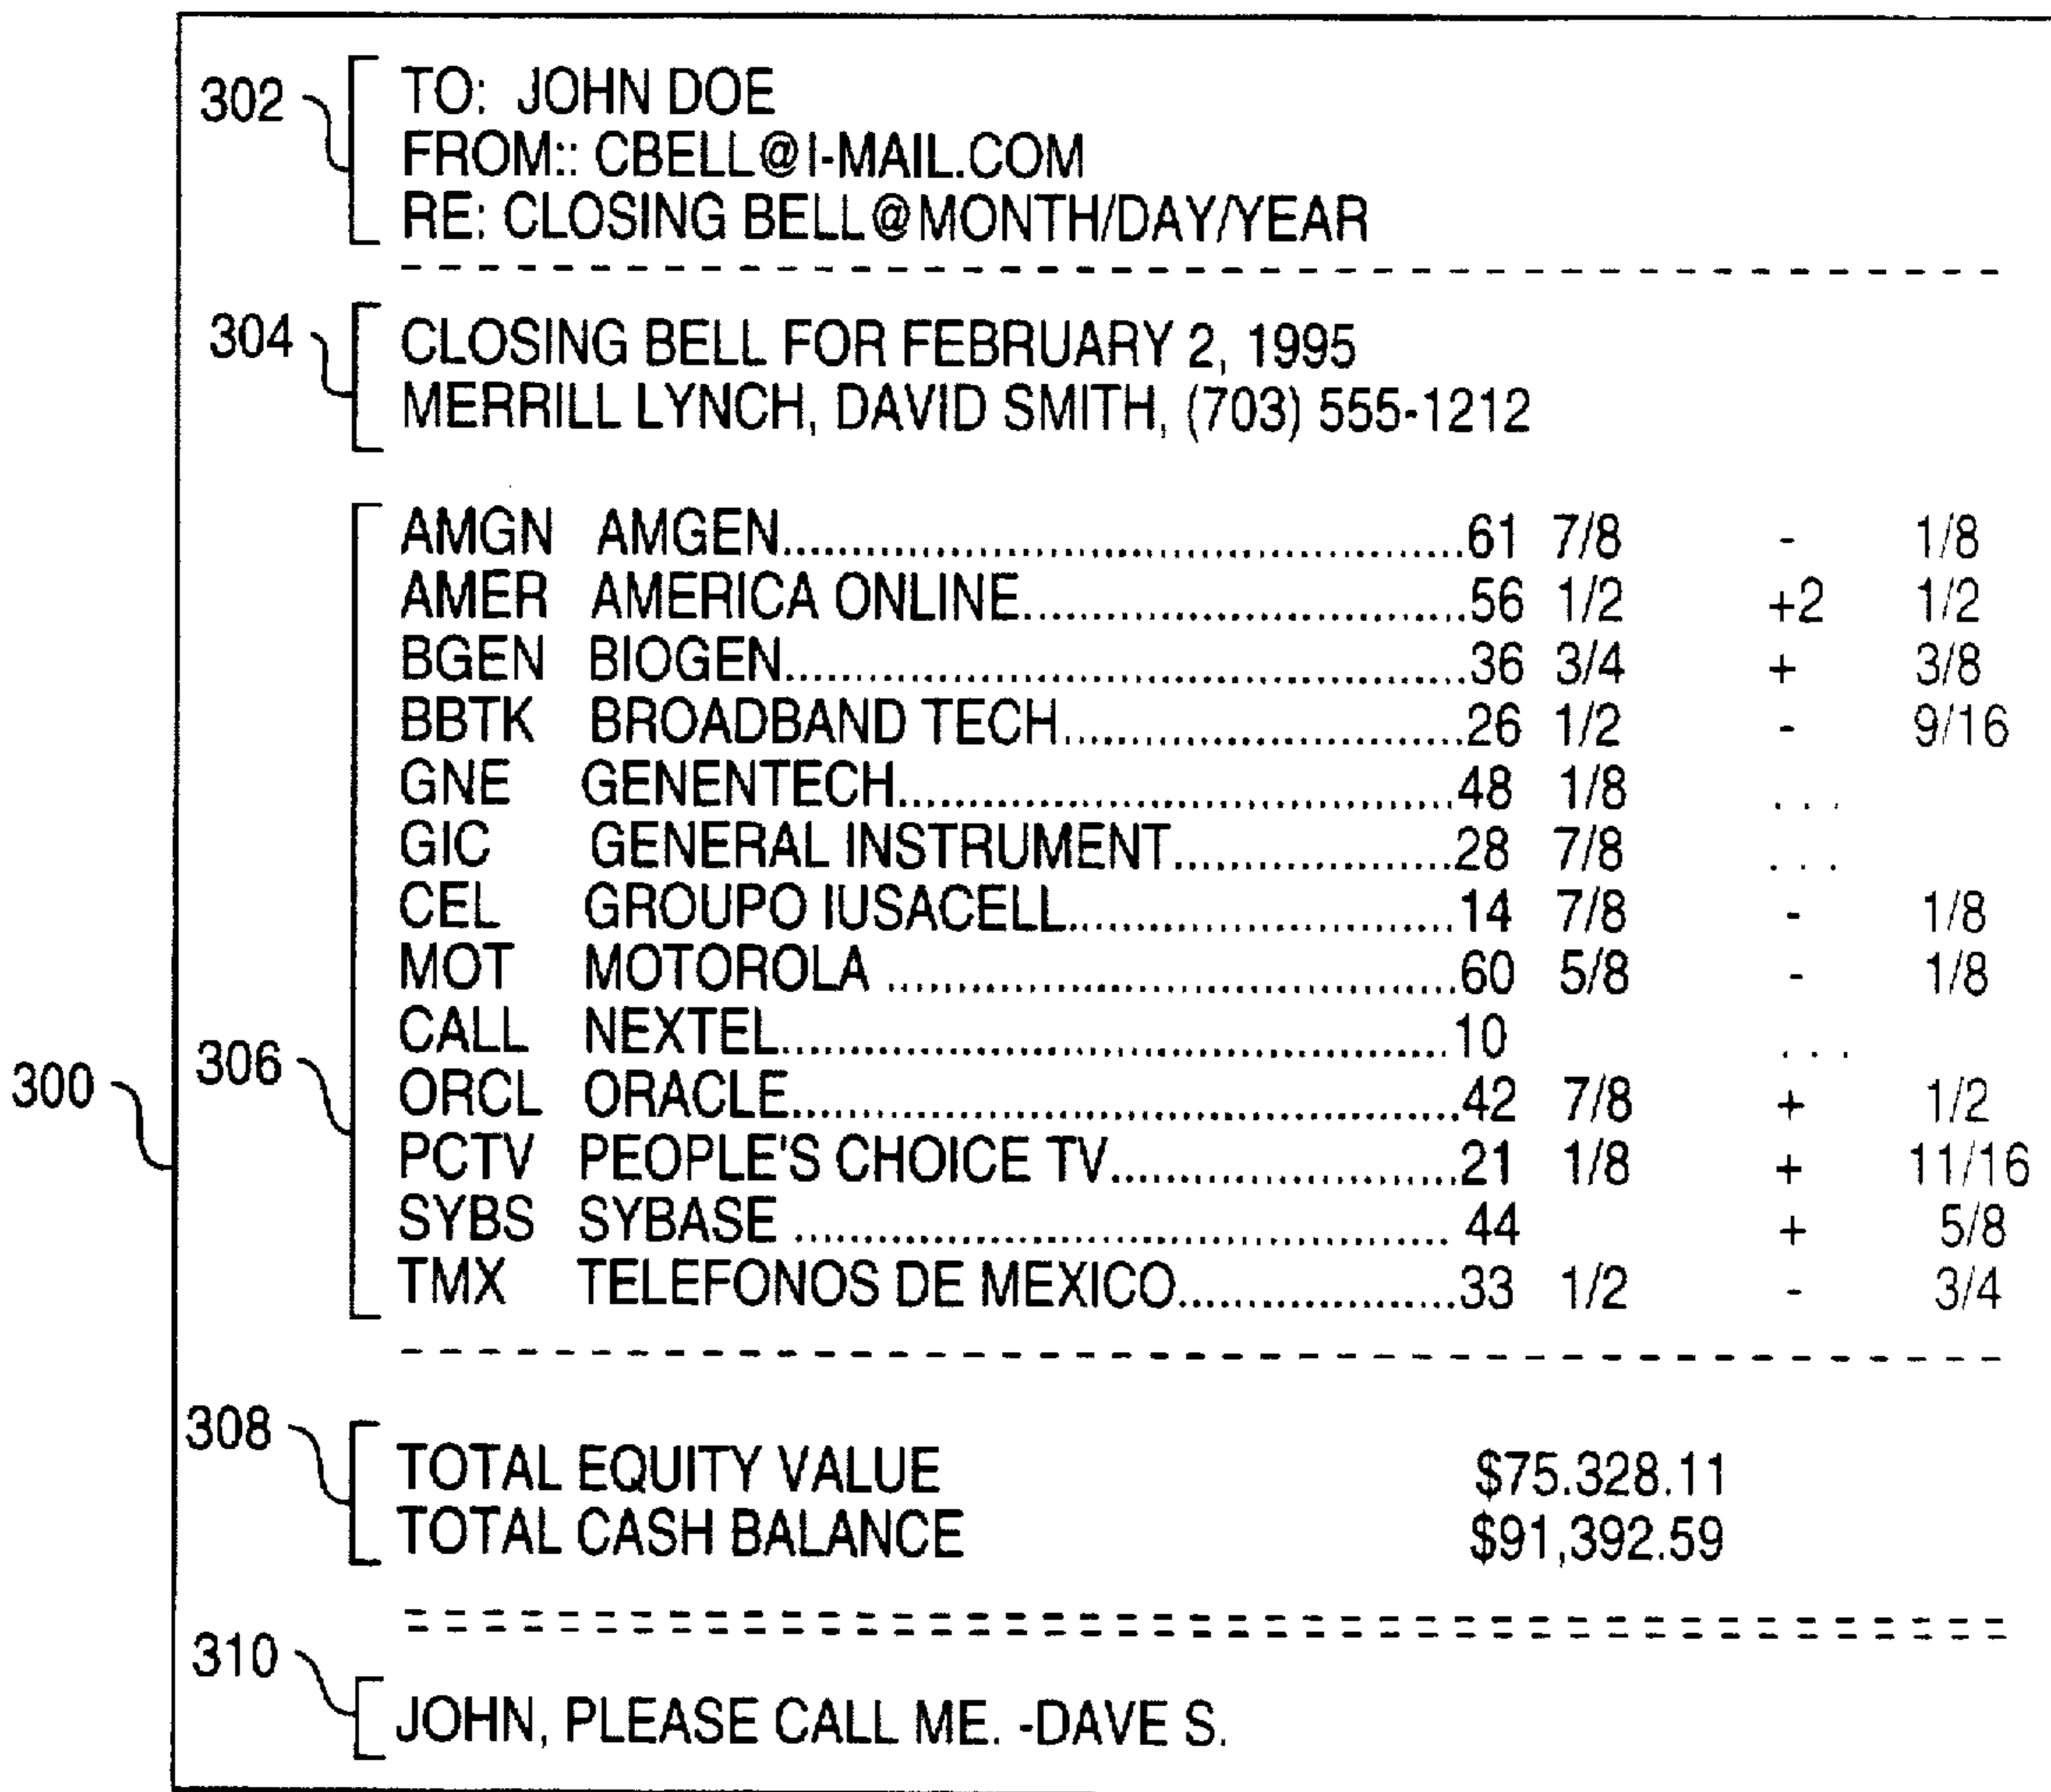 302 TO: JOHN DOE
FROM:: CBELL@I-MAIL.COM
RE: CLOSING BELL@MONTH/DAY/YEAR
- - - - - - - - - - - - - - - - - - - - - - - - - - - - - - - - - - - - - - - - - -
304 CLOSING BELL FOR FEBRUARY 2, 1995
MERRILL LYNCH, DAVID SMITH, (703) 555-1212
AMGN AMGEN..................................................61 7/8 - 1/8
AMER AMERICA ONLINE................................56 1/2 +2 1/2
BGEN BIOGEN.................................................36 3/4 + 3/8
BBTK BROADBAND TECH.............................26 1/2 - 9/16
GNE GENENTECH........................................48 1/8 ...
GIC GENERAL INSTRUMENT....................28 7/8 ...
CEL GROUPO IUSACELL............................14 7/8 - 1/8
MOT MOTOROLA .........................................60 5/8 - 1/8
CALL NEXTEL................................................10 ...
300 306 ORCL ORACLE................................................42 7/8 + 1/2
PCTV PEOPLE'S CHOICE TV.........................21 1/8 + 11/16
SYBS SYBASE ...............................................44 + 5/8
TMX TELEFONOS DE MEXICO....................33 1/2 - 3/4
- - - - - - - - - - - - - - - - - - - - - - - - - - - - - - - - - - - - - - - - - -
308 TOTAL EQUITY VALUE $75.328.11
TOTAL CASH BALANCE $91,392.59
= = = = = = = = = = = = = = = = = = = = = = = = = = = = = = = = = = = = = = = = = =
310 JOHN, PLEASE CALL ME. -DAVE S.